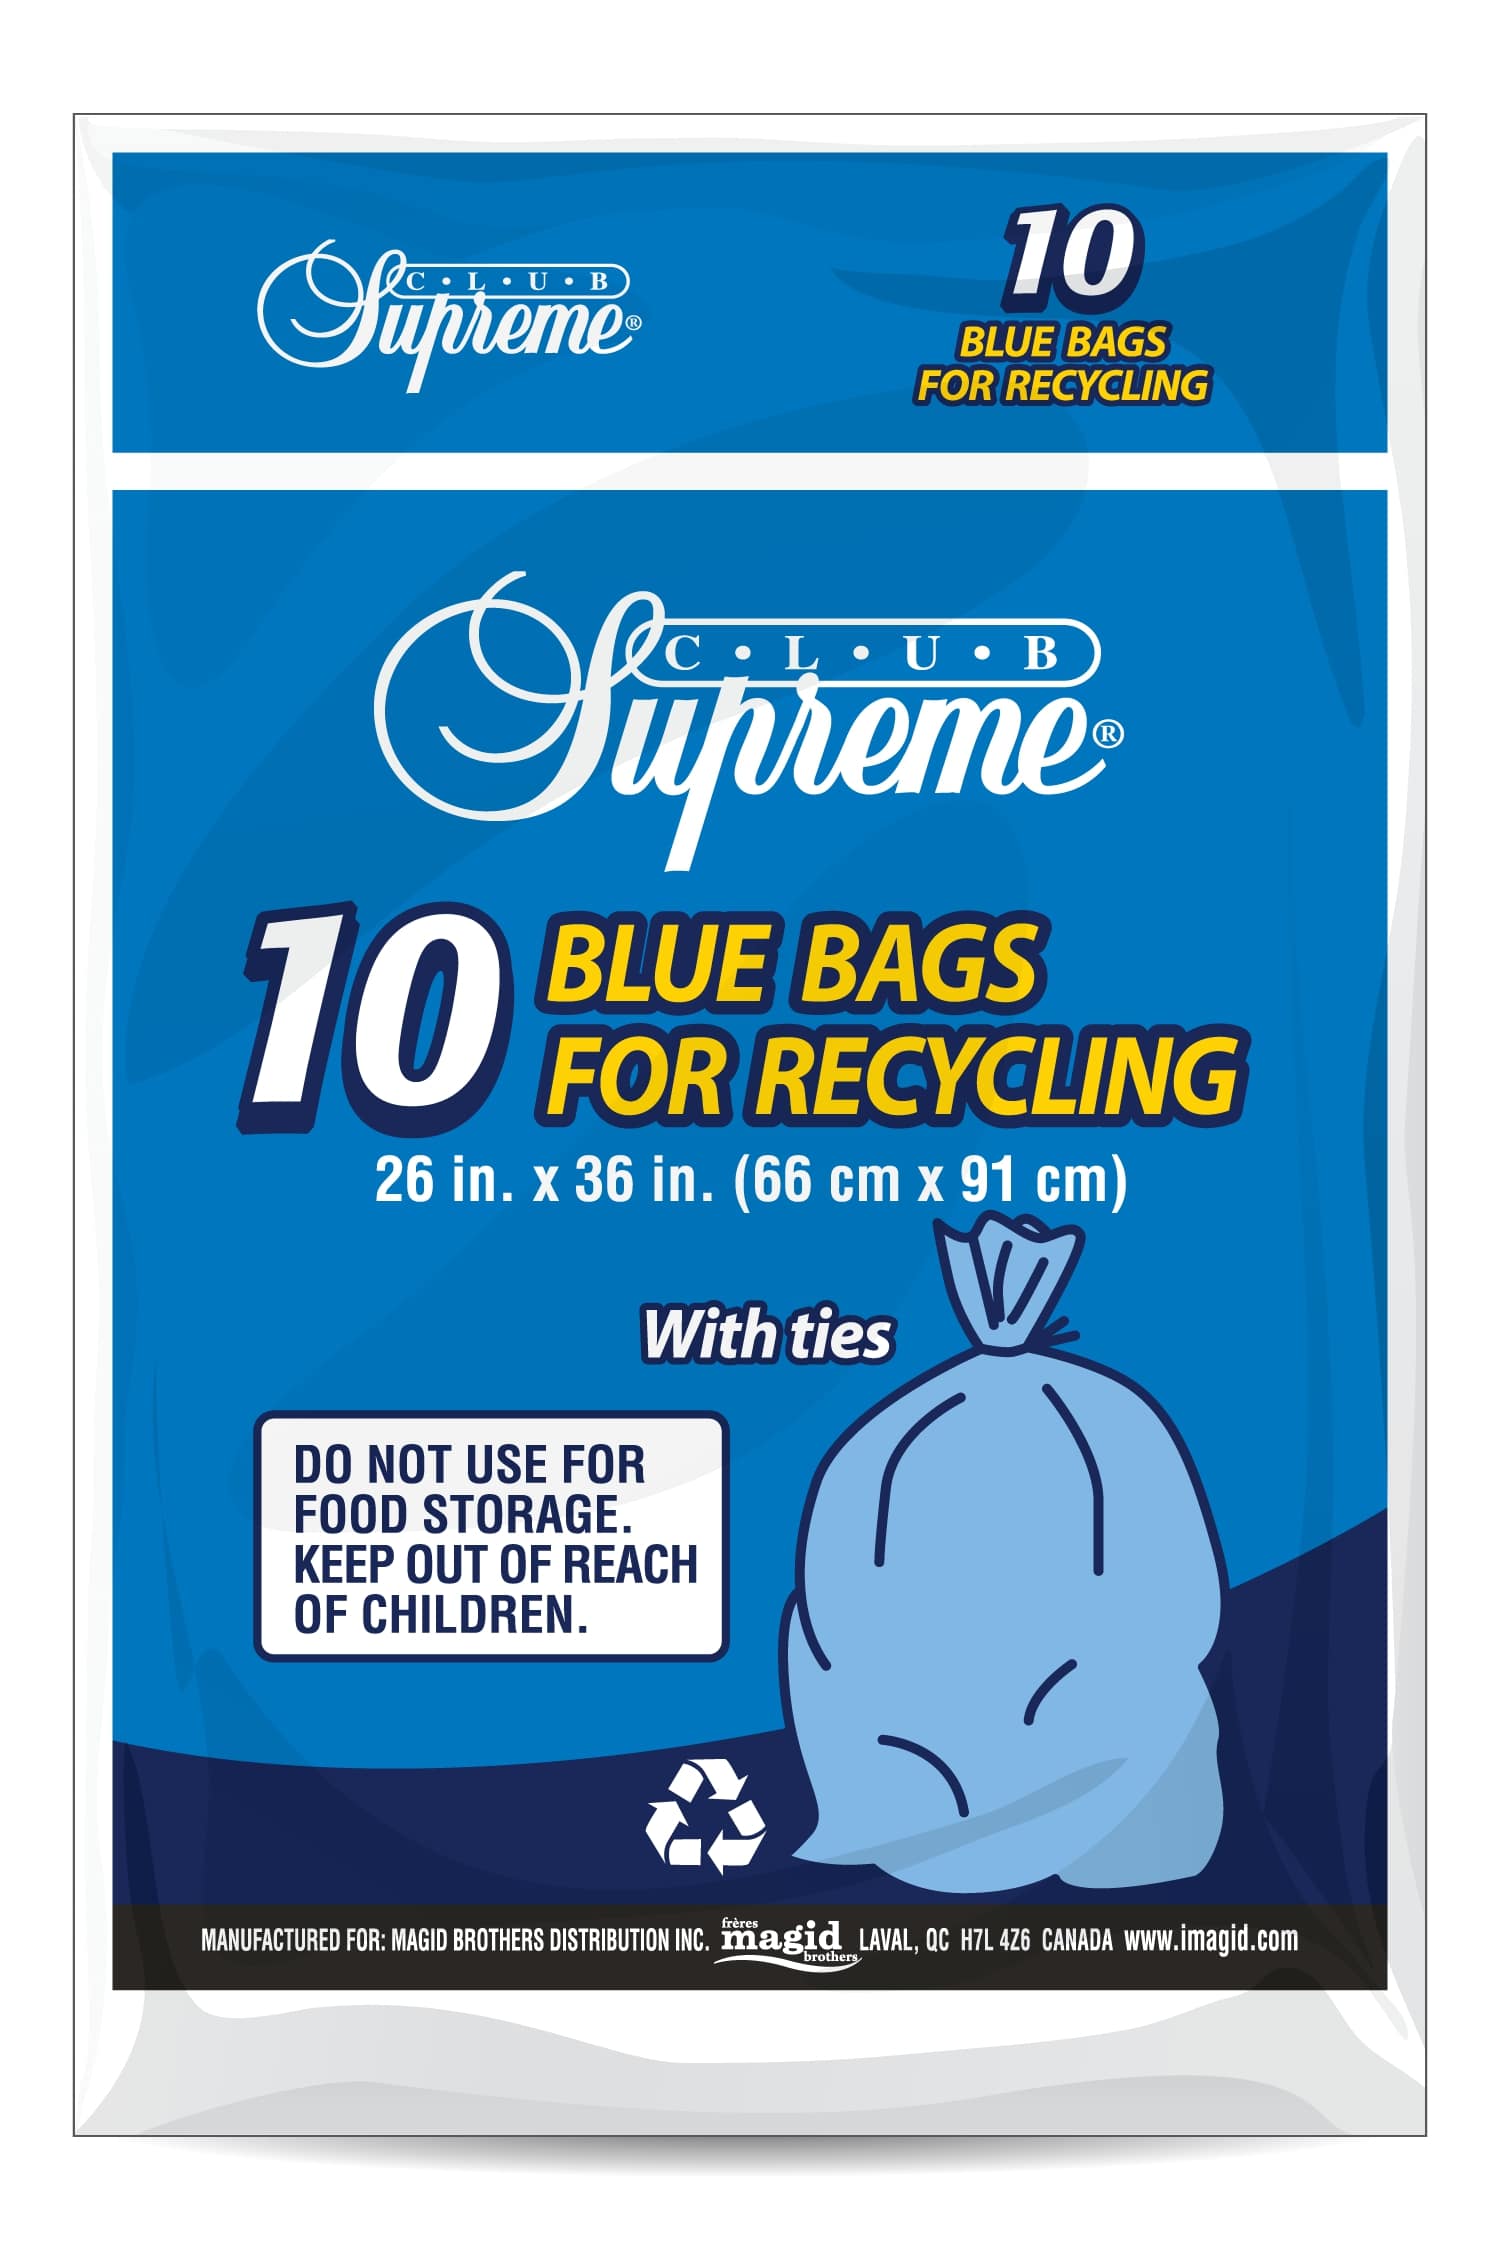 C • L • U • B
Supreme®
10
BLUE BAGS
FOR RECYCLING
C • L • U • B
Supreme®
10 BLUE BAGS
FOR RECYCLING
26 in. x 36 in. (66 cm x 91 cm)
With ties
DO NOT USE FOR
FOOD STORAGE.
KEEP OUT OF REACH
OF CHILDREN.
MANUFACTURED FOR: MAGID BROTHERS DISTRIBUTION INC. frères magid brothers LAVAL, QC H7L 4Z6 CANADA www.imagid.com